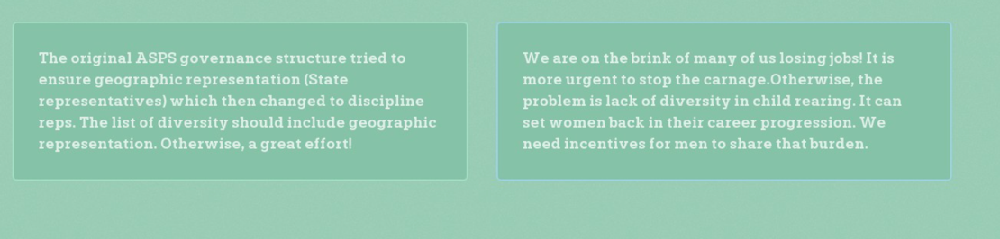 The original ASPS governance structure tried to
ensure geographic representation (State
representatives) which then changed to discipline
reps. The list of diversity should include geographic
representation. Otherwise, a great effort!
We are on the brink of many of us losing jobs! It is
more urgent to stop the carnage.Otherwise, the
problem is lack of diversity in child rearing. It can
set women back in their career progression. We
need incentives for men to share that burden.